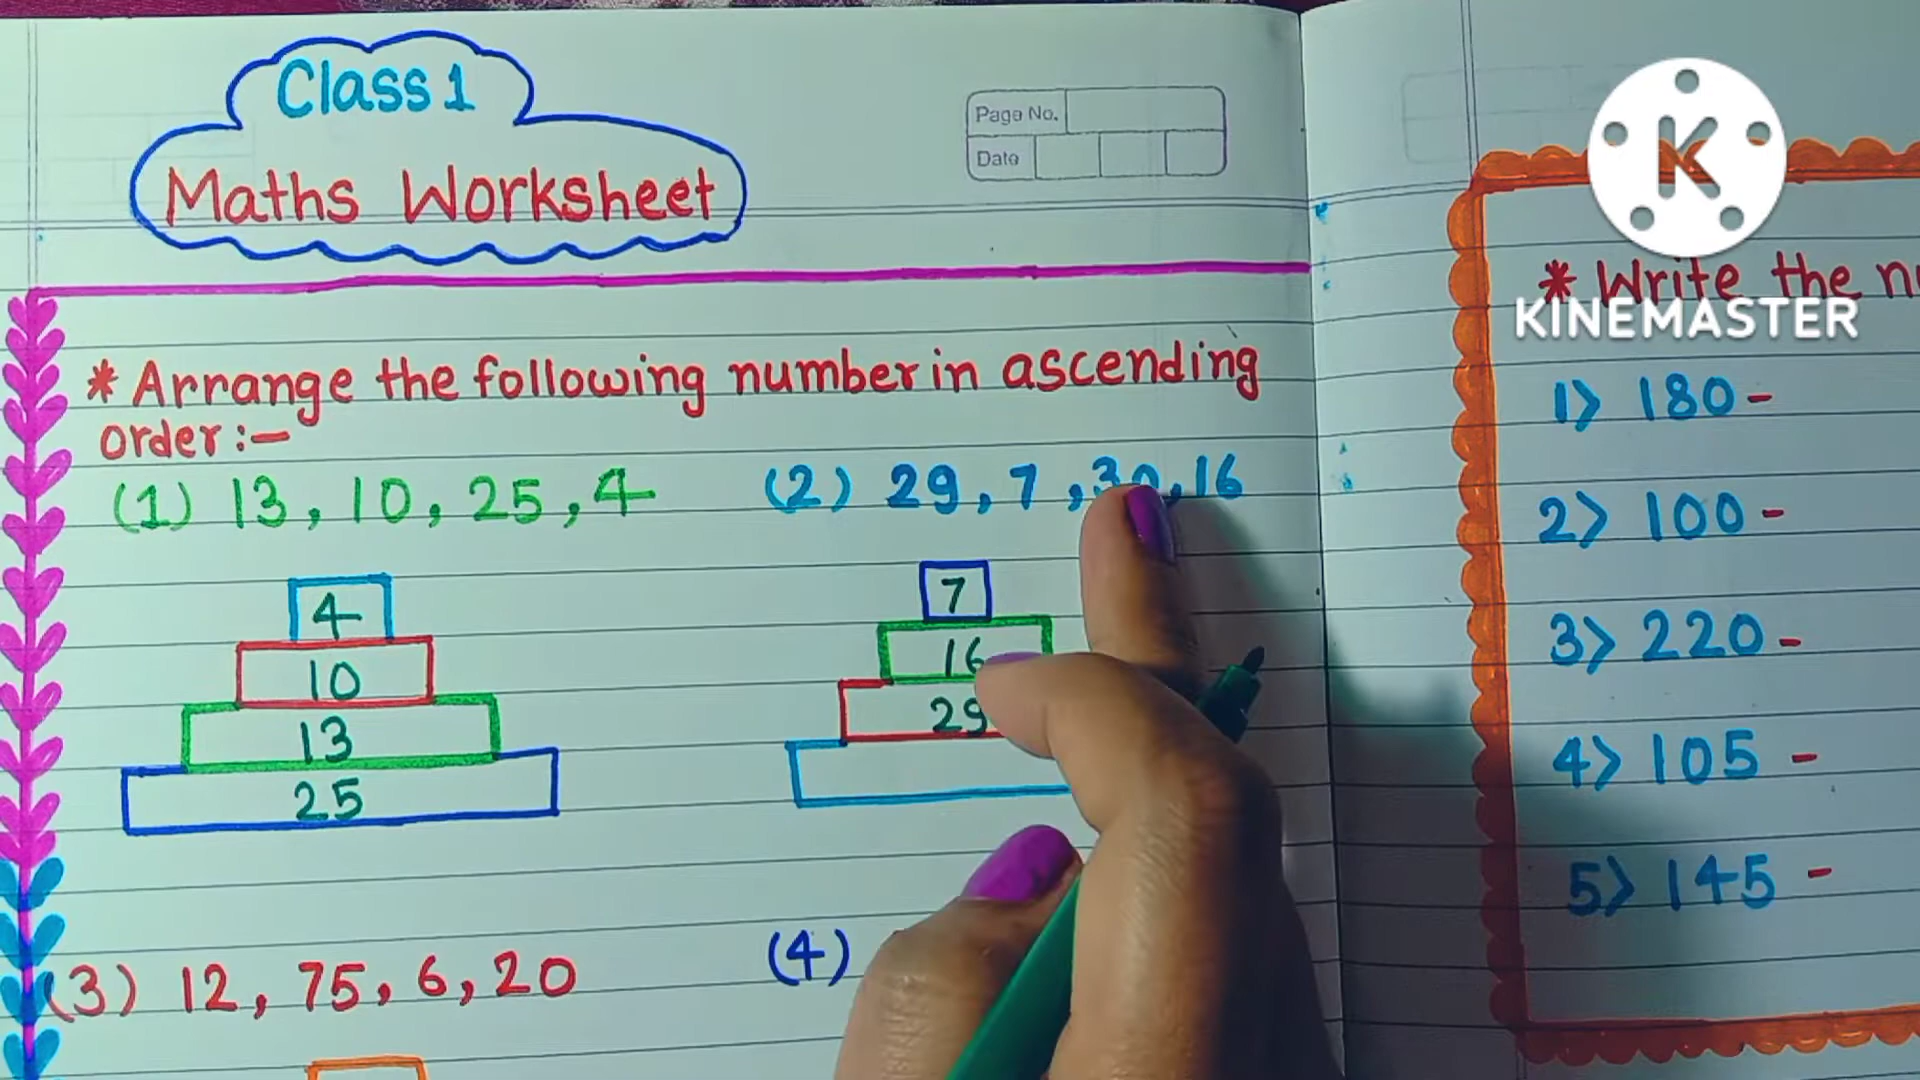 Class 1
Maths Worksheet
Page No.
Date
* Arrange the following number in ascending
order :-
(1) 13, 10, 25, 4
(2) 29, 7, 30, 16
4
10
13
25
7
16
29
(3) 12, 75, 6, 20
(4)
K
KINEMASTER
* Write the
1> 180 -
2> 100 -
3> 220 -
4> 105 -
5> 145 -